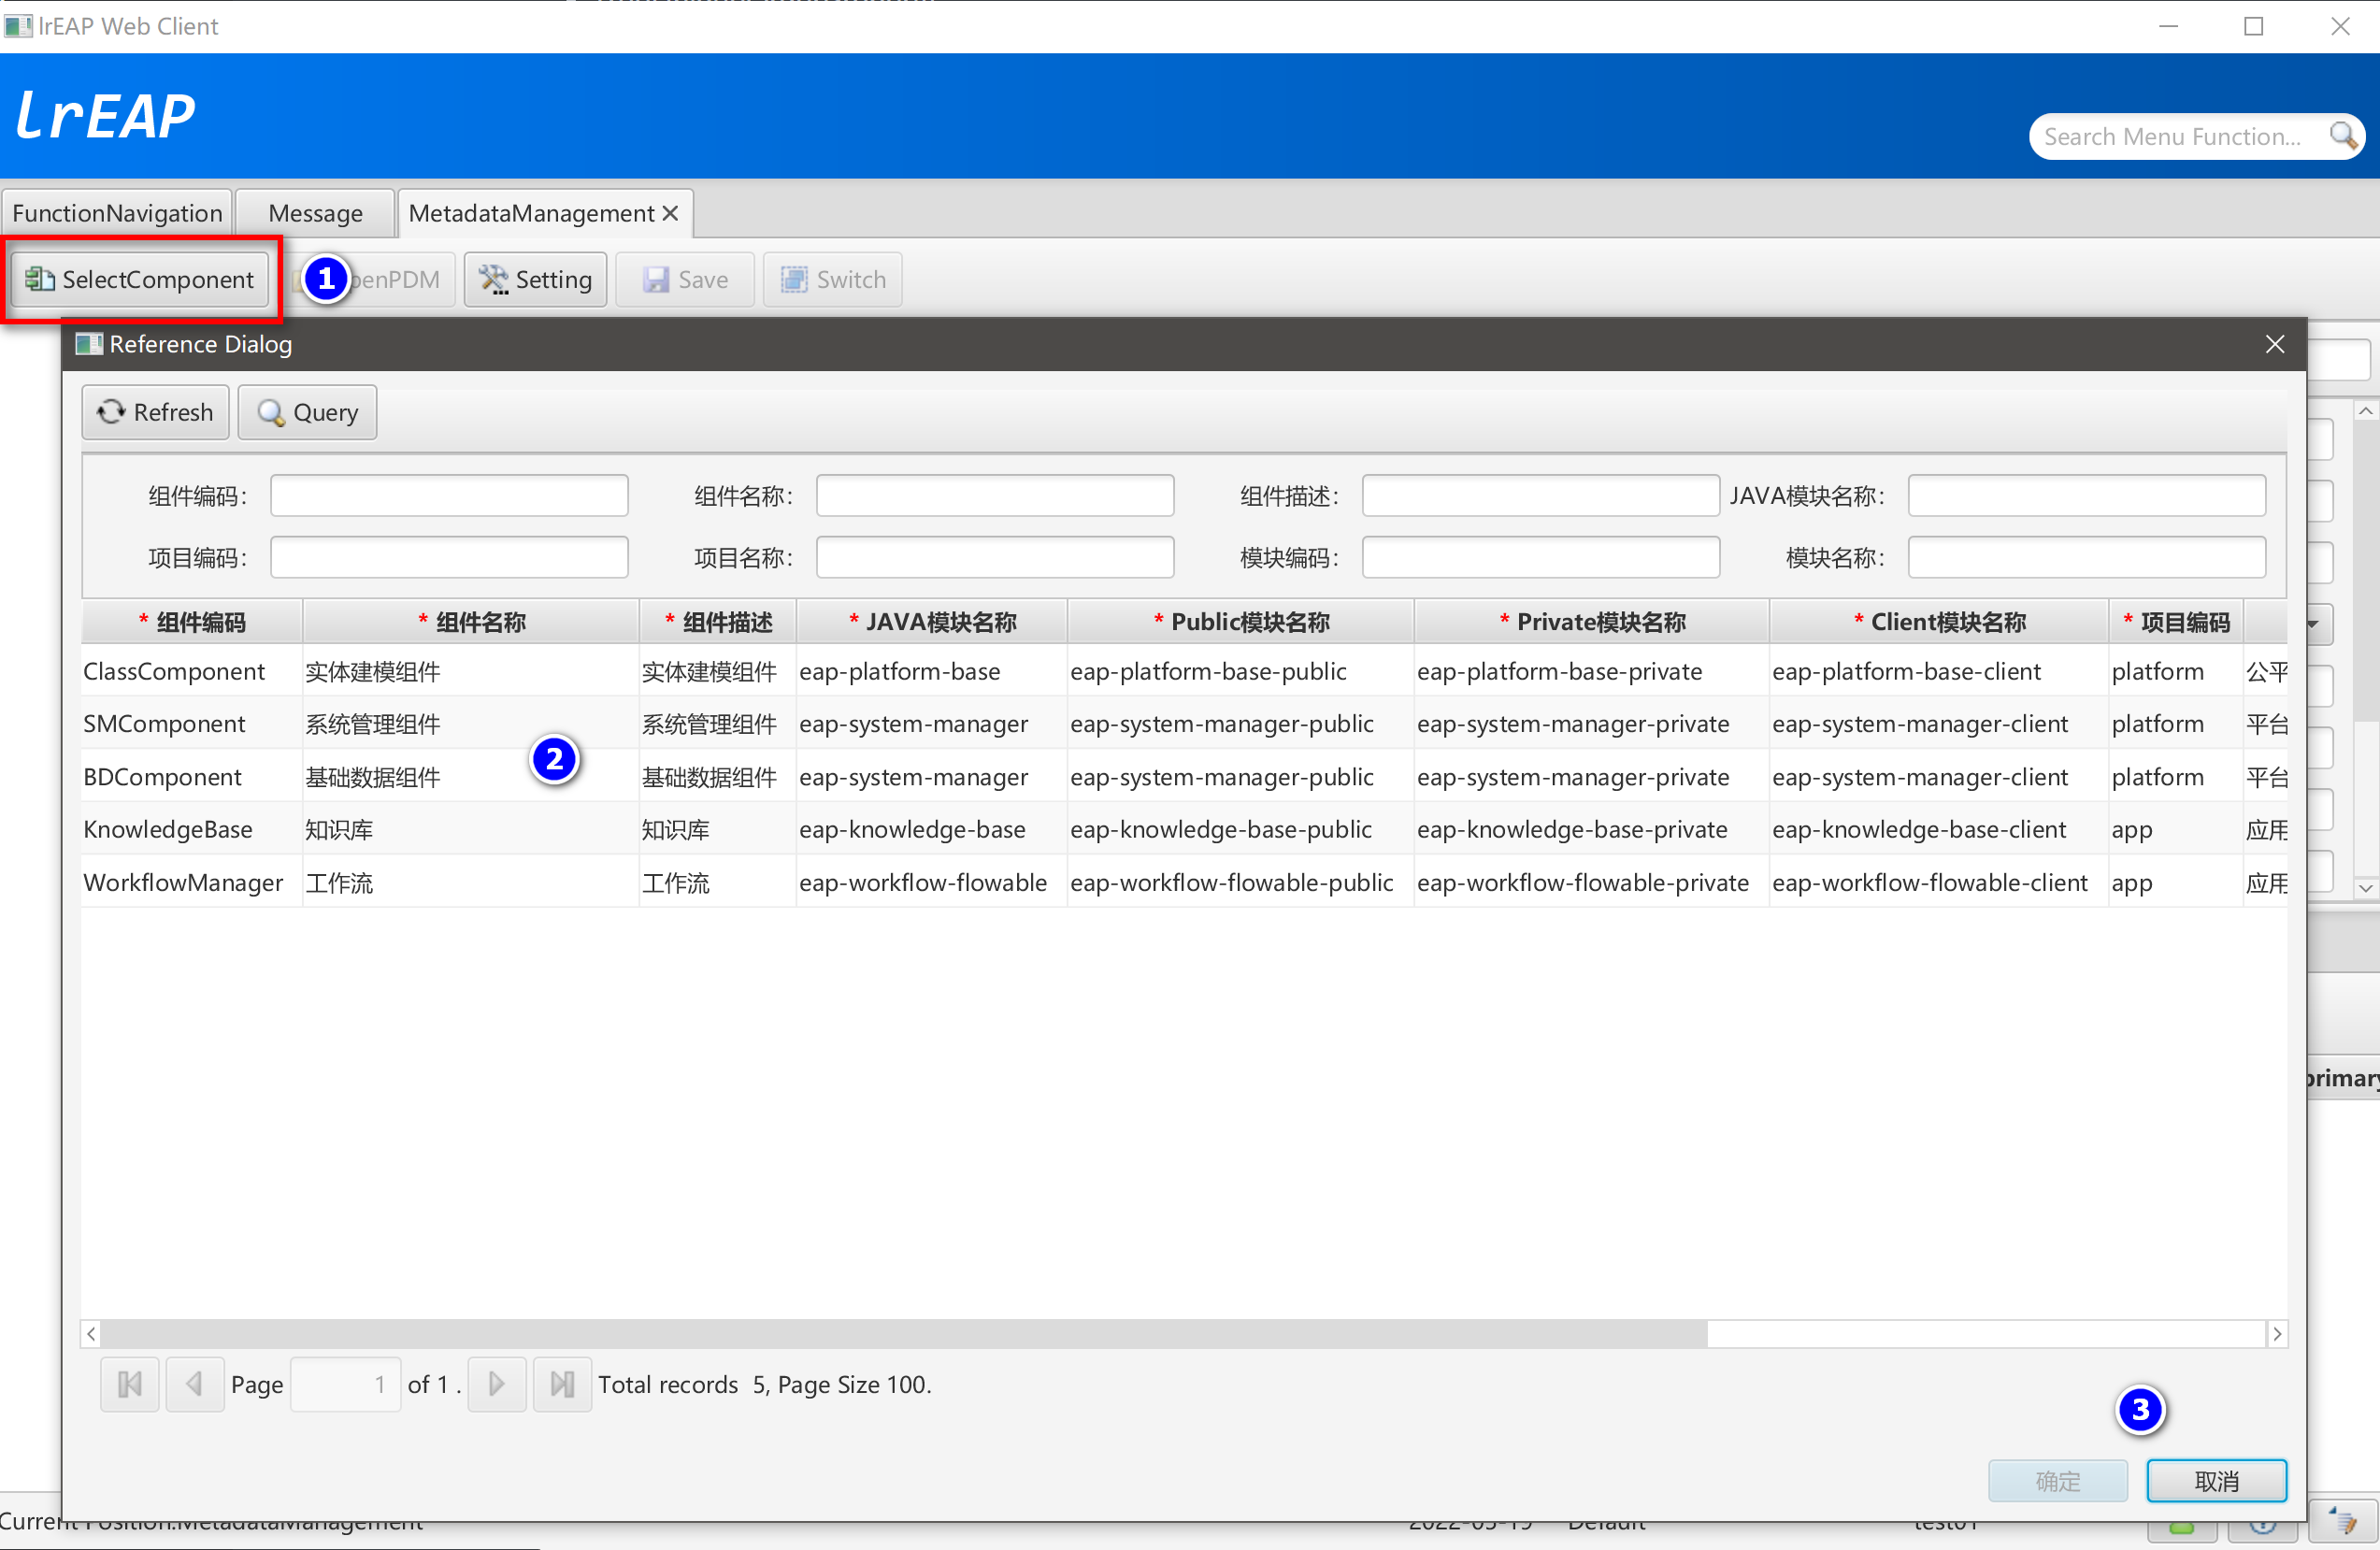 lrEAP Web Client
lrEAP
Search Menu Function...
FunctionNavigation Message MetadataManagement
SelectComponent 1 penPDM Setting Save Switch
Reference Dialog
Refresh Query
组件编码： 组件名称： 组件描述： JAVA模块名称：
项目编码： 项目名称： 模块编码： 模块名称：
* 组件编码 * 组件名称 * 组件描述 * JAVA模块名称 * Public模块名称 * Private模块名称 * Client模块名称 * 项目编码
ClassComponent 实体建模组件 实体建模组件 eap-platform-base eap-platform-base-public eap-platform-base-private eap-platform-base-client platform 公平
SMComponent 系统管理组件 系统管理组件 eap-system-manager eap-system-manager-public eap-system-manager-private eap-system-manager-client platform 平台
2
BDComponent 基础数据组件 基础数据组件 eap-system-manager eap-system-manager-public eap-system-manager-private eap-system-manager-client platform 平台
KnowledgeBase 知识库 知识库 eap-knowledge-base eap-knowledge-base-public eap-knowledge-base-private eap-knowledge-base-client app 应用
WorkflowManager 工作流 工作流 eap-workflow-flowable eap-workflow-flowable-public eap-workflow-flowable-private eap-workflow-flowable-client app 应用
primary
Page 1 of 1 . Total records 5, Page Size 100.
3
确定 取消
Current Position:MetadataManagement 2022-05-19 Default test01